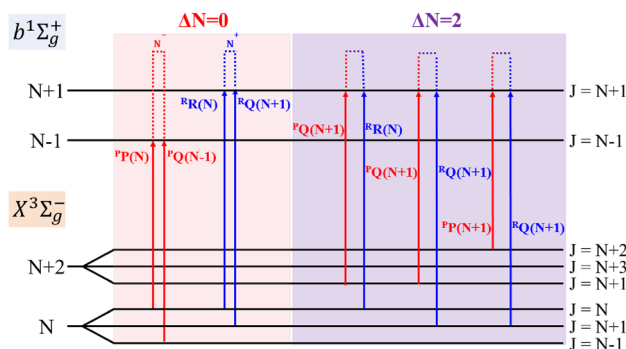 b¹Σg⁺
ΔN=0
ΔN=2
N⁻
N⁺
N+1
J = N+1
ᴿR(N)
ᴿQ(N+1)
ᴾQ(N+1)
ᴿR(N)
N-1
J = N-1
ᴾP(N)
ᴾQ(N-1)
ᴾQ(N+1)
ᴿQ(N+1)
X³Σg⁻
ᴾP(N+1)
ᴿQ(N+1)
J = N+2
N+2
J = N+3
J = N+1
J = N
N
J = N+1
J = N-1